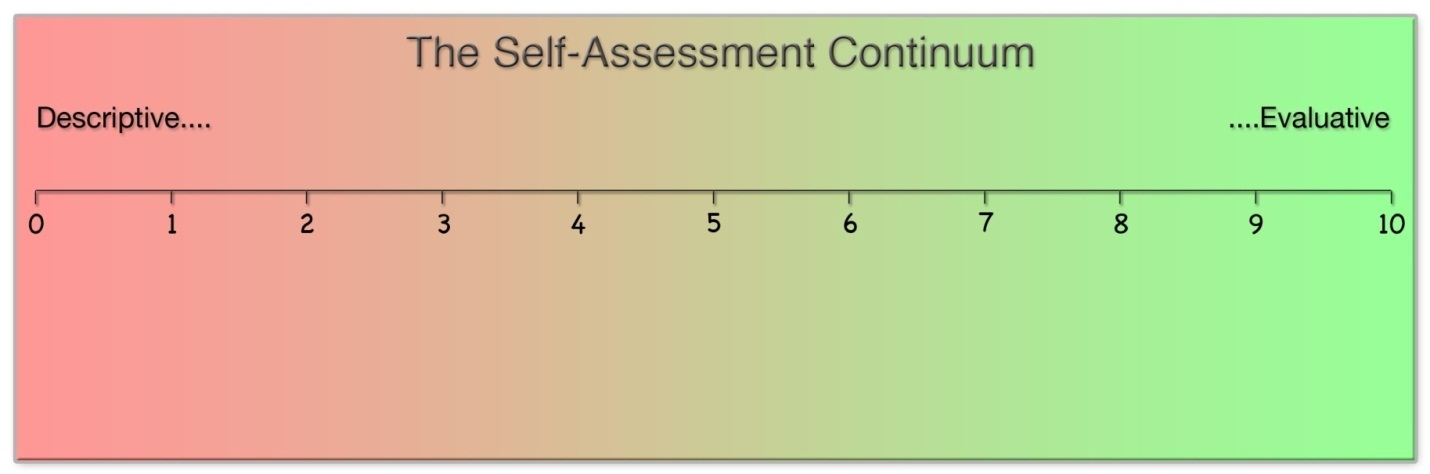 The Self-Assessment Continuum
Descriptive.... ....Evaluative
0 1 2 3 4 5 6 7 8 9 10